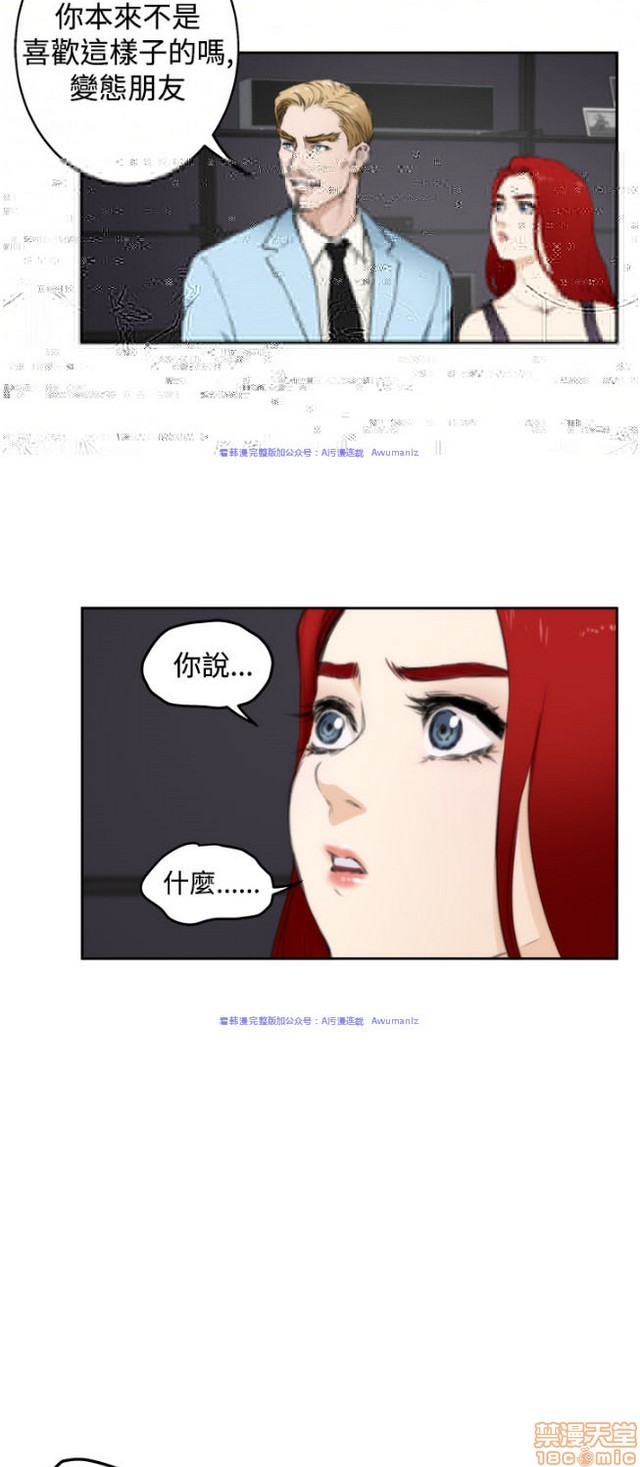 你本來不是
喜歡這樣子的嗎,
變態朋友
看韩漫完整版加公众号：A污漫连载 Awumanlz
你說...
什麼......
看韩漫完整版加公众号：A污漫连载 Awumanlz
禁漫天堂
18comic